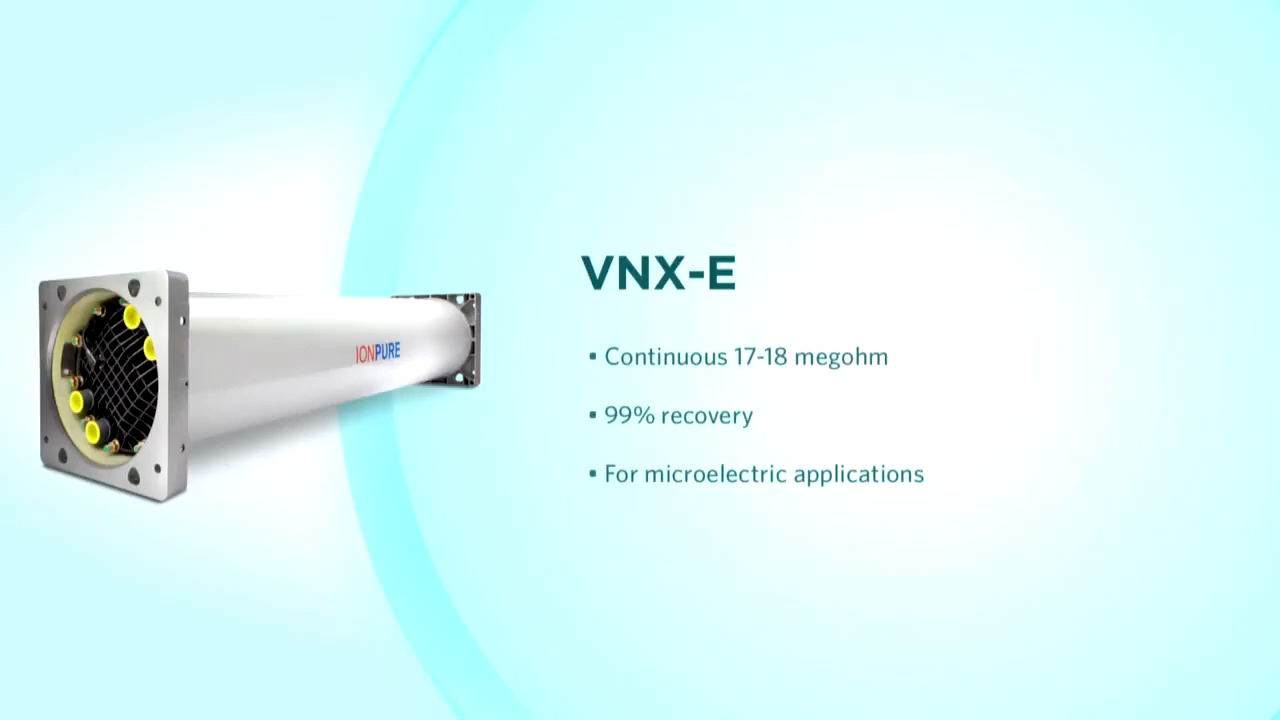 VNX-E
IONPURE
▪ Continuous 17-18 megohm
▪ 99% recovery
▪ For microelectric applications